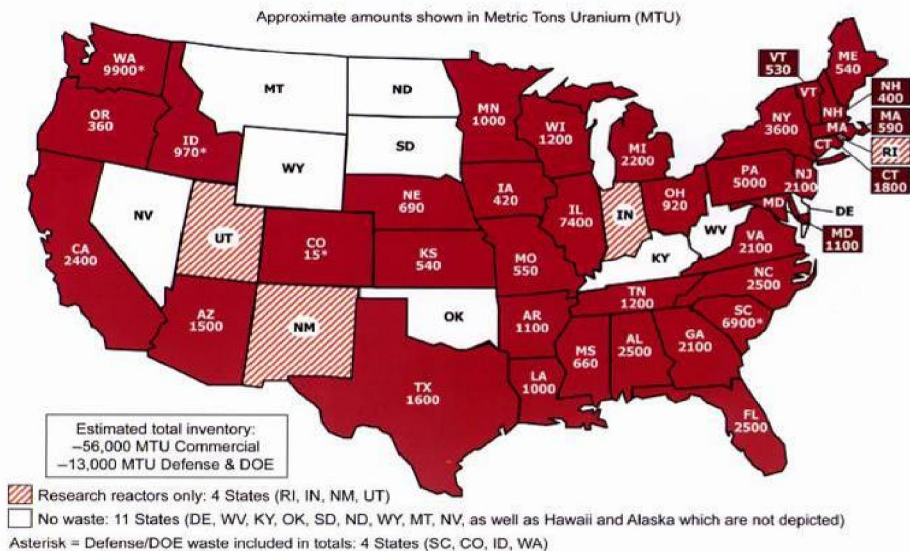 Approximate amounts shown in Metric Tons Uranium (MTU)
WA
9900*
MT
ND
MN
1000
VT
530
ME
540
NH
400
OR
360
ID
970*
SD
WI
1200
MI
2200
NY
3600
VT
NH
MA
MA
590
CT
RI
CT
1800
WY
NE
690
IA
420
IL
7400
IN
OH
920
PA
5000
NJ
2100
MD
DE
MD
1100
NV
UT
CO
15*
KS
540
MO
550
KY
WV
VA
2100
CA
2400
AZ
1500
NM
OK
AR
1100
TN
1200
NC
2500
SC
6900*
TX
1600
LA
1000
MS
660
AL
2500
GA
2100
FL
2500
Estimated total inventory:
–56,000 MTU Commercial
–13,000 MTU Defense & DOE
Research reactors only: 4 States (RI, IN, NM, UT)
No waste: 11 States (DE, WV, KY, OK, SD, ND, WY, MT, NV, as well as Hawaii and Alaska which are not depicted)
Asterisk = Defense/DOE waste included in totals: 4 States (SC, CO, ID, WA)